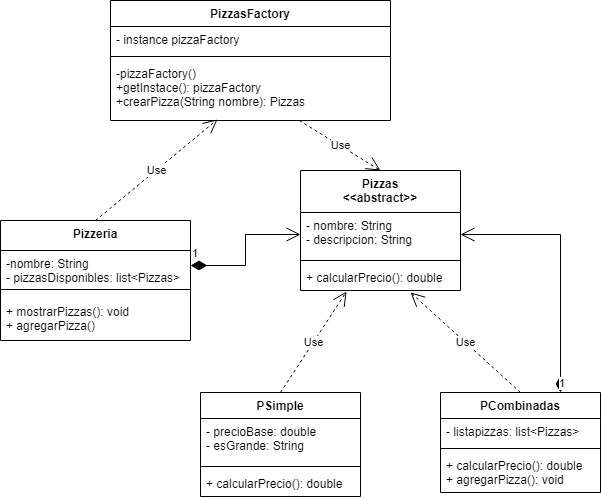 PizzasFactory
- instance pizzaFactory
-pizzaFactory()
+getInstace(): pizzaFactory
+crearPizza(String nombre): Pizzas
Use
Use
Pizzas
<<abstract>>
- nombre: String
- descripcion: String
+ calcularPrecio(): double
Pizzeria
-nombre: String
- pizzasDisponibles: list<Pizzas>
+ mostrarPizzas(): void
+ agregarPizza()
1
Use
Use
PSimple
- precioBase: double
- esGrande: String
+ calcularPrecio(): double
1
PCombinadas
- listapizzas: list<Pizzas>
+ calcularPrecio(): double
+ agregarPizza(): void